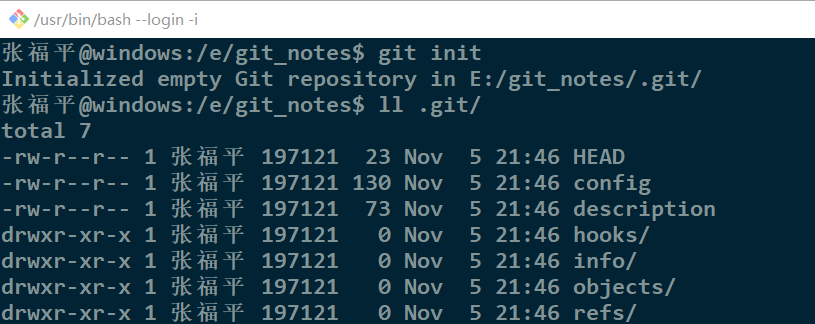 /usr/bin/bash --login -i
张福平@windows:/e/git_notes$ git init
Initialized empty Git repository in E:/git_notes/.git/
张福平@windows:/e/git_notes$ ll .git/
total 7
-rw-r--r-- 1 张福平 197121  23 Nov  5 21:46 HEAD
-rw-r--r-- 1 张福平 197121 130 Nov  5 21:46 config
-rw-r--r-- 1 张福平 197121  73 Nov  5 21:46 description
drwxr-xr-x 1 张福平 197121   0 Nov  5 21:46 hooks/
drwxr-xr-x 1 张福平 197121   0 Nov  5 21:46 info/
drwxr-xr-x 1 张福平 197121   0 Nov  5 21:46 objects/
drwxr-xr-x 1 张福平 197121   0 Nov  5 21:46 refs/